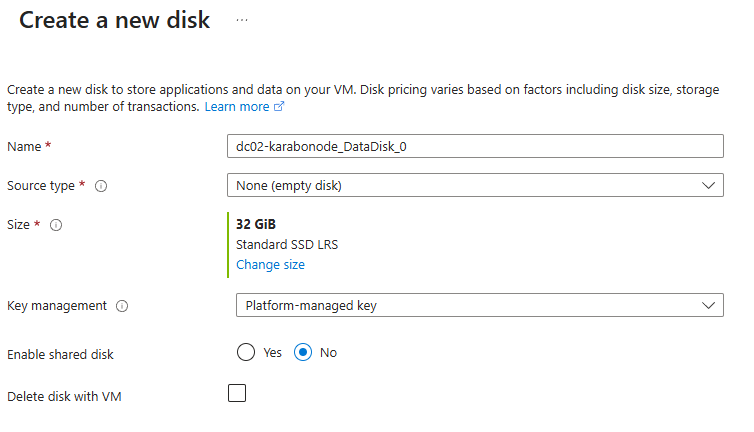 Create a new disk ...
Create a new disk to store applications and data on your VM. Disk pricing varies based on factors including disk size, storage
type, and number of transactions. Learn more
Name *
dc02-karabonode_DataDisk_0
Source type *
None (empty disk)
Size *
32 GiB
Standard SSD LRS
Change size
Key management
Platform-managed key
Enable shared disk
Yes
No
Delete disk with VM